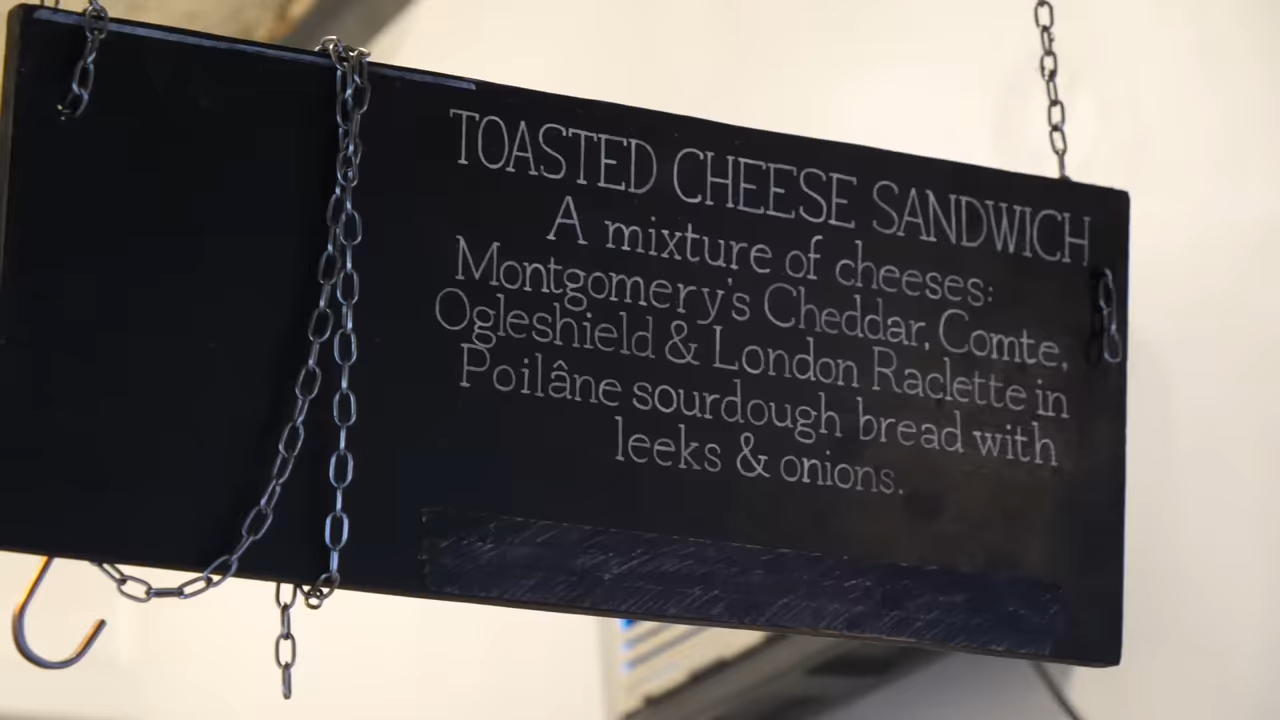 TOASTED CHEESE SANDWICH
A mixture of cheeses:
Montgomery's Cheddar, Comte,
Ogleshield & London Raclette in
Poilâne sourdough bread with
leeks & onions.